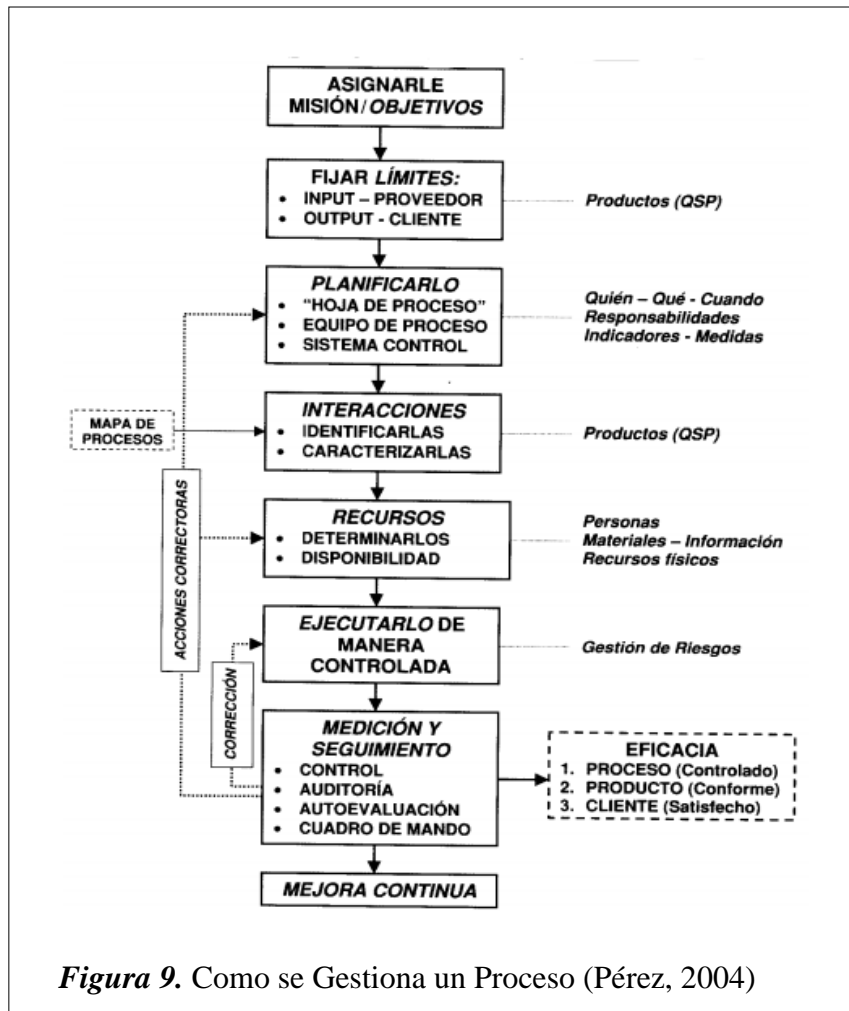 ASIGNARLE
MISIÓN/OBJETIVOS
FIJAR LÍMITES:
• INPUT – PROVEEDOR
• OUTPUT - CLIENTE
Productos (QSP)
PLANIFICARLO
• “HOJA DE PROCESO”
• EQUIPO DE PROCESO
• SISTEMA CONTROL
Quién – Qué - Cuando
Responsabilidades
Indicadores - Medidas
MAPA DE
PROCESOS
INTERACCIONES
• IDENTIFICARLAS
• CARACTERIZARLAS
Productos (QSP)
ACCIONES CORRECTORAS
RECURSOS
• DETERMINARLOS
• DISPONIBILIDAD
Personas
Materiales – Información
Recursos físicos
EJECUTARLO DE
MANERA
CONTROLADA
Gestión de Riesgos
CORRECCIÓN
MEDICIÓN Y
SEGUIMIENTO
• CONTROL
• AUDITORÍA
• AUTOEVALUACIÓN
• CUADRO DE MANDO
EFICACIA
1. PROCESO (Controlado)
2. PRODUCTO (Conforme)
3. CLIENTE (Satisfecho)
MEJORA CONTINUA
Figura 9. Como se Gestiona un Proceso (Pérez, 2004)